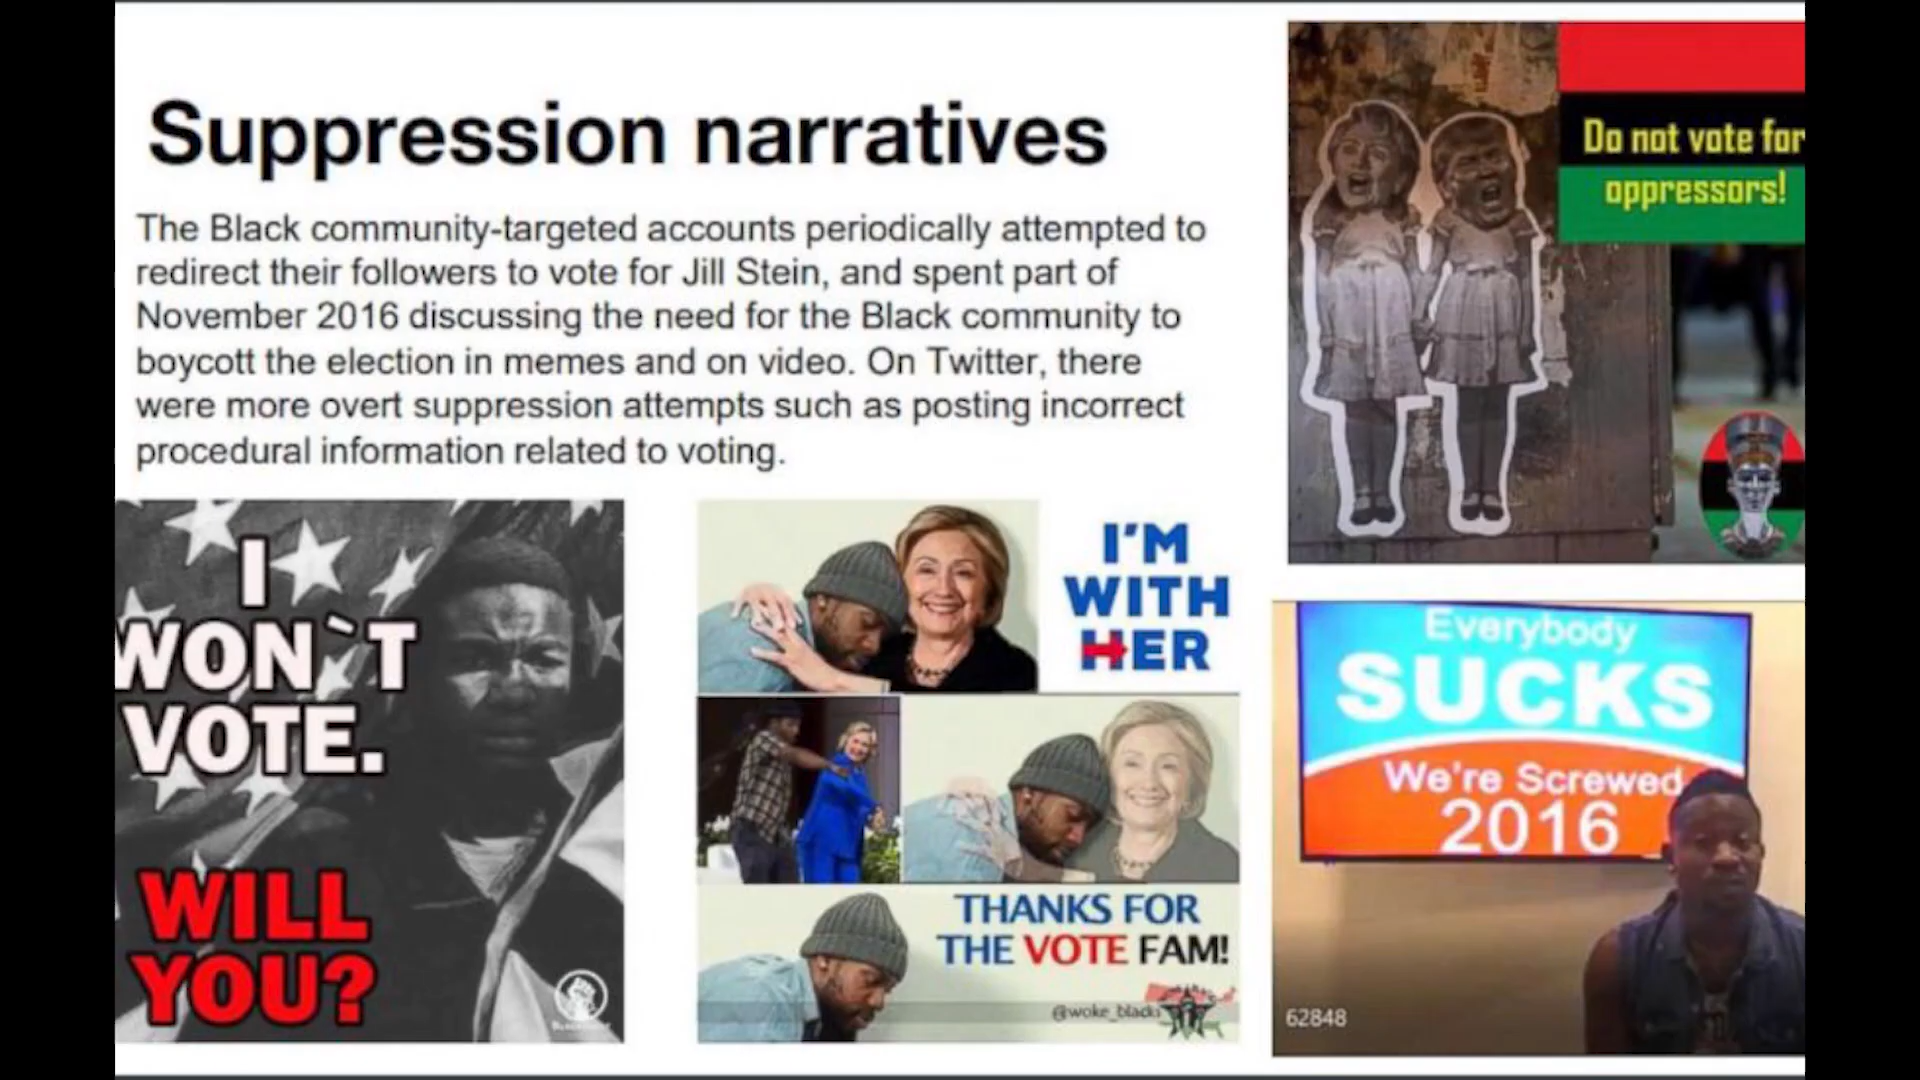 Suppression narratives
The Black community-targeted accounts periodically attempted to
redirect their followers to vote for Jill Stein, and spent part of
November 2016 discussing the need for the Black community to
boycott the election in memes and on video. On Twitter, there
were more overt suppression attempts such as posting incorrect
procedural information related to voting.
Do not vote for
oppressors!
I
WON`T
VOTE.
WILL
YOU?
I'M
WITH
HER
THANKS FOR
THE VOTE FAM!
@woke_blacks
Everybody
SUCKS
We're Screwed
2016
62848